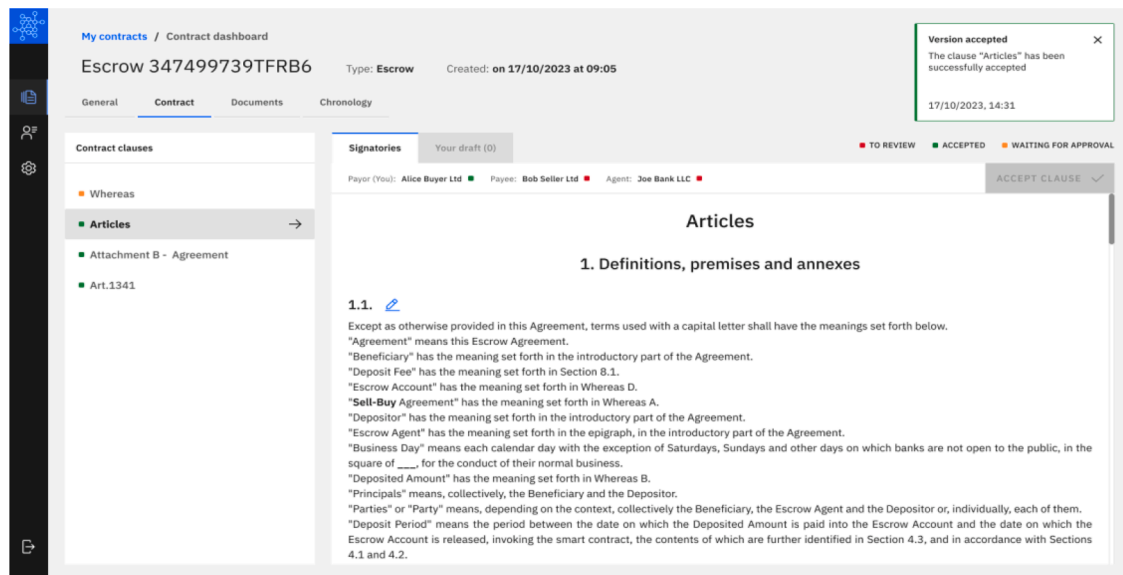 My contracts / Contract dashboard
Escrow 347499739TFRB6
Type: Escrow
Created: on 17/10/2023 at 09:05
Version accepted
The clause "Articles" has been
successfully accepted
17/10/2023, 14:31
General
Contract
Documents
Chronology
Contract clauses
Whereas
Articles
Attachment B - Agreement
Art.1341
Signatories
Your draft (0)
TO REVIEW
ACCEPTED
WAITING FOR APPROVAL
Payor (You): Alice Buyer Ltd
Payee: Bob Seller Ltd
Agent: Joe Bank LLC
ACCEPT CLAUSE
Articles
1. Definitions, premises and annexes
1.1.
Except as otherwise provided in this Agreement, terms used with a capital letter shall have the meanings set forth below.
"Agreement" means this Escrow Agreement.
"Beneficiary" has the meaning set forth in the introductory part of the Agreement.
"Deposit Fee" has the meaning set forth in Section 8.1.
"Escrow Account" has the meaning set forth in Whereas D.
"Sell-Buy Agreement" has the meaning set forth in Whereas A.
"Depositor" has the meaning set forth in the introductory part of the Agreement.
"Escrow Agent" has the meaning set forth in the epigraph, in the introductory part of the Agreement.
"Business Day" means each calendar day with the exception of Saturdays, Sundays and other days on which banks are not open to the public, in the
square of ___, for the conduct of their normal business.
"Deposited Amount" has the meaning set forth in Whereas B.
"Principals" means, collectively, the Beneficiary and the Depositor.
"Parties" or "Party" means, depending on the context, collectively the Beneficiary, the Escrow Agent and the Depositor or, individually, each of them.
"Deposit Period" means the period between the date on which the Deposited Amount is paid into the Escrow Account and the date on which the
Escrow Account is released, invoking the smart contract, the contents of which are further identified in Section 4.3, and in accordance with Sections
4.1 and 4.2.